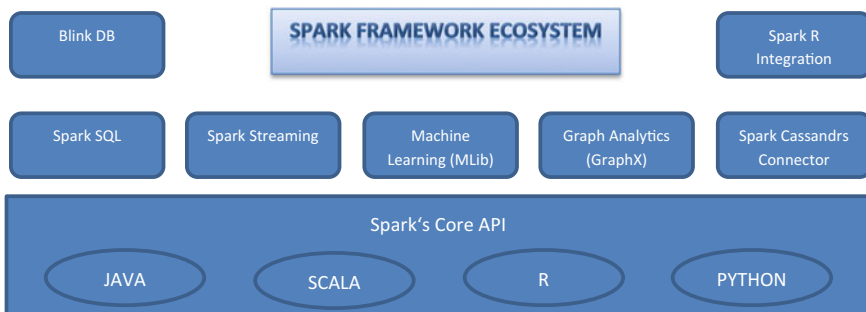 Blink DB
SPARK FRAMEWORK ECOSYSTEM
Spark R
Integration
Spark SQL
Spark Streaming
Machine
Learning (MLib)
Graph Analytics
(GraphX)
Spark Cassandrs
Connector
Spark's Core API
JAVA
SCALA
R
PYTHON